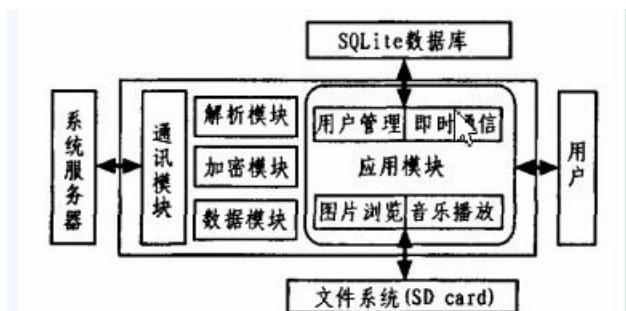 SQLite数据库
系统服务器
通讯模块
解析模块
加密模块
数据模块
用户管理
即时通信
应用模块
图片浏览
音乐播放
用户
文件系统(SD card)